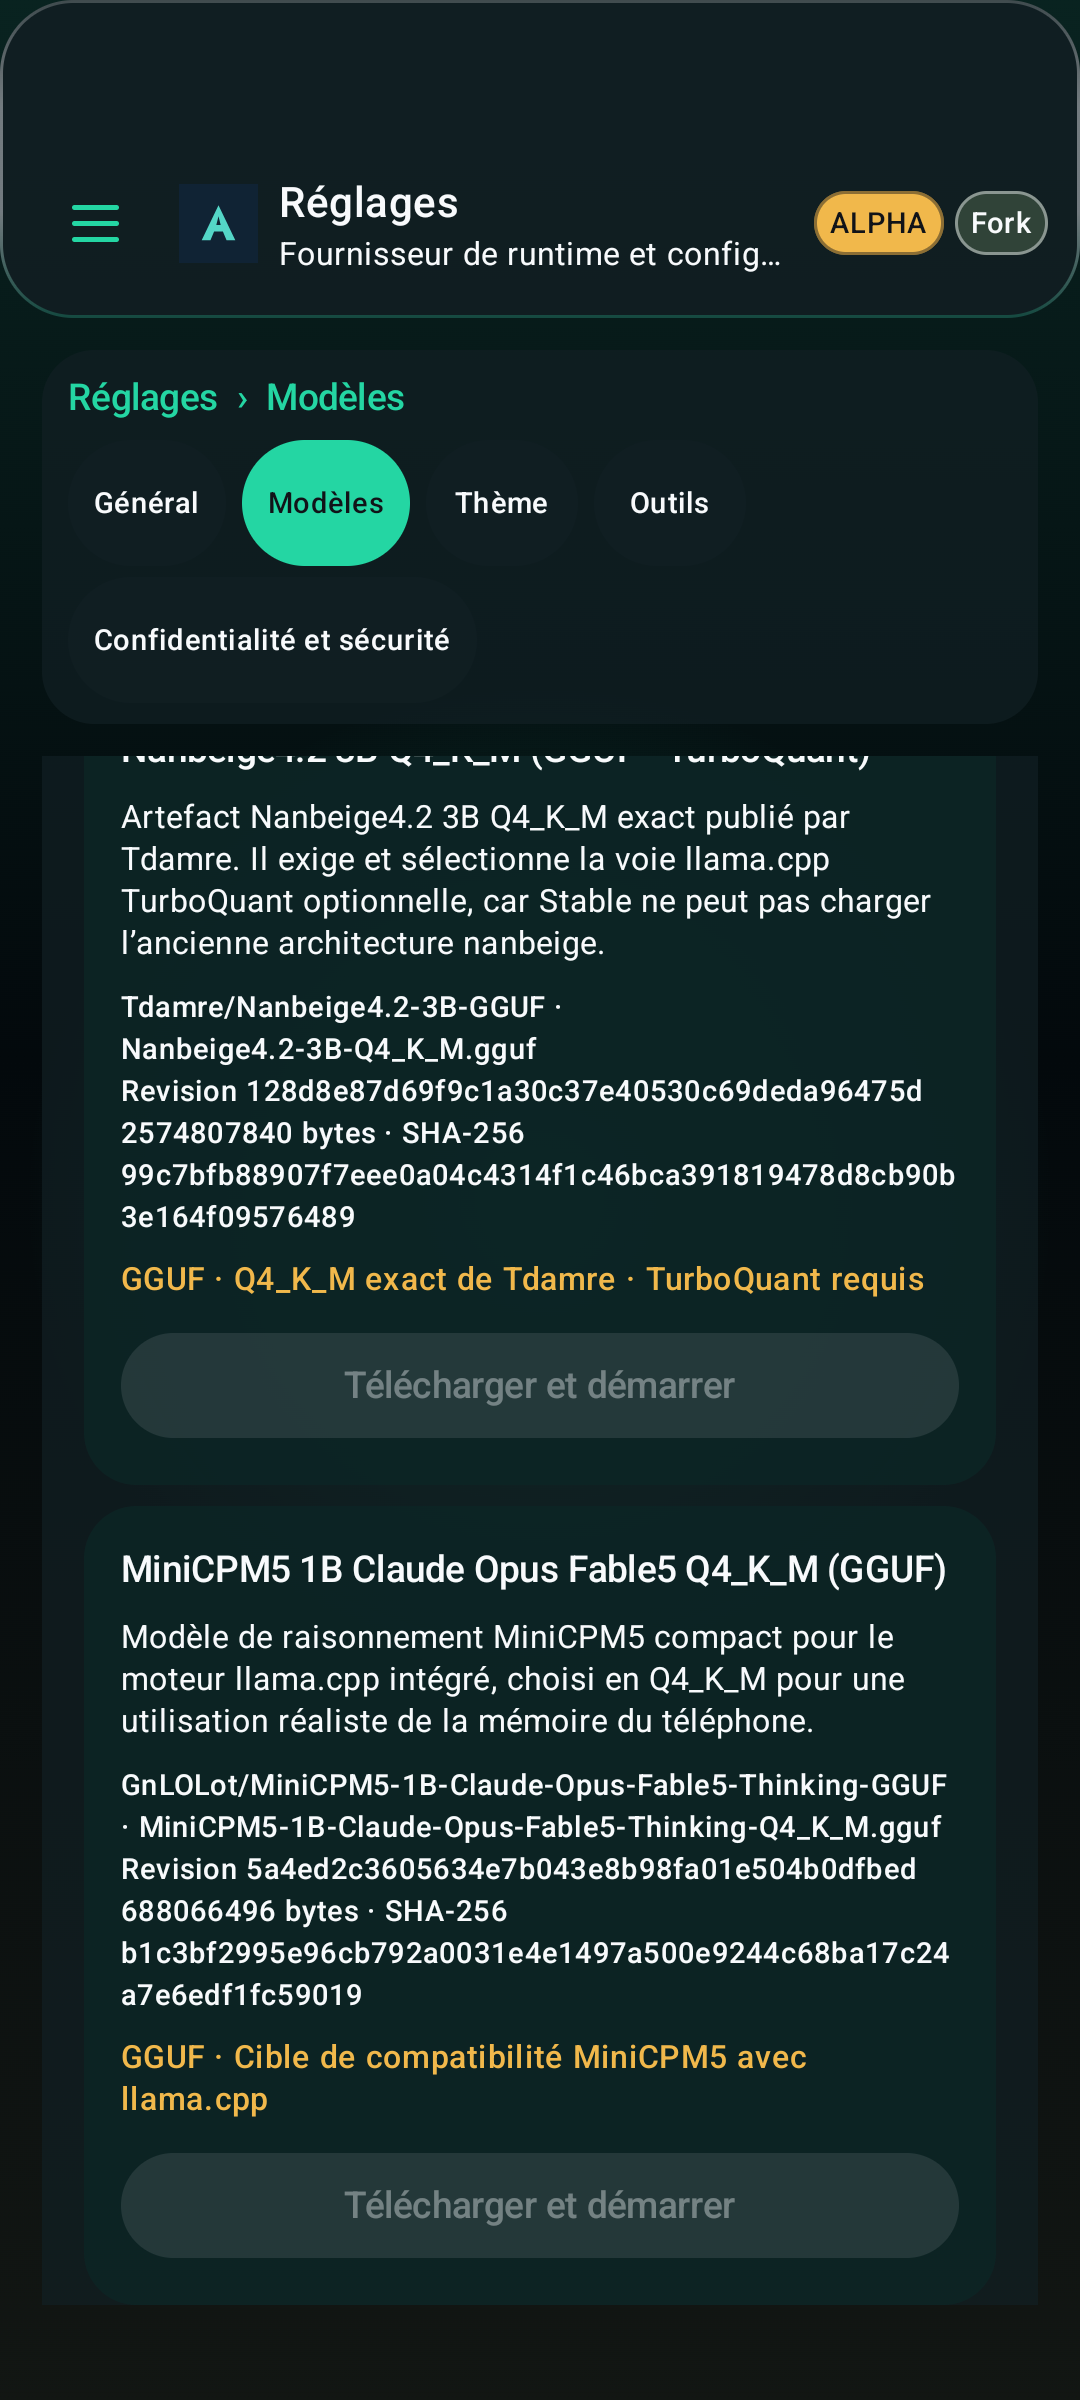 Réglages
Fournisseur de runtime et config…
ALPHA
Fork
Réglages › Modèles
Général
Modèles
Thème
Outils
Confidentialité et sécurité
Nanbeige4.2 3B Q4_K_M (GGUF · TurboQuant)
Artefact Nanbeige4.2 3B Q4_K_M exact publié par
Tdamre. Il exige et sélectionne la voie llama.cpp
TurboQuant optionnelle, car Stable ne peut pas charger
l’ancienne architecture nanbeige.
Tdamre/Nanbeige4.2-3B-GGUF ·
Nanbeige4.2-3B-Q4_K_M.gguf
Revision 128d8e87d69f9c1a30c37e40530c69deda96475d
2574807840 bytes · SHA-256
99c7bfb88907f7eee0a04c4314f1c46bca391819478d8cb90b
3e164f09576489
GGUF · Q4_K_M exact de Tdamre · TurboQuant requis
Télécharger et démarrer
MiniCPM5 1B Claude Opus Fable5 Q4_K_M (GGUF)
Modèle de raisonnement MiniCPM5 compact pour le
moteur llama.cpp intégré, choisi en Q4_K_M pour une
utilisation réaliste de la mémoire du téléphone.
GnLOLot/MiniCPM5-1B-Claude-Opus-Fable5-Thinking-GGUF
· MiniCPM5-1B-Claude-Opus-Fable5-Thinking-Q4_K_M.gguf
Revision 5a4ed2c3605634e7b043e8b98fa01e504b0dfbed
688066496 bytes · SHA-256
b1c3bf2995e96cb792a0031e4e1497a500e9244c68ba17c24
a7e6edf1fc59019
GGUF · Cible de compatibilité MiniCPM5 avec
llama.cpp
Télécharger et démarrer